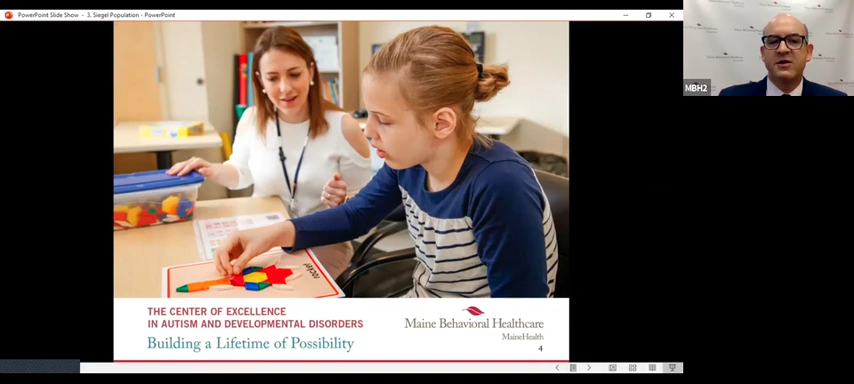 PowerPoint Slide Show - 3. Siegel Population - PowerPoint
MBH2
rocket
THE CENTER OF EXCELLENCE
IN AUTISM AND DEVELOPMENTAL DISORDERS
Building a Lifetime of Possibility
Maine Behavioral Healthcare
MaineHealth
4